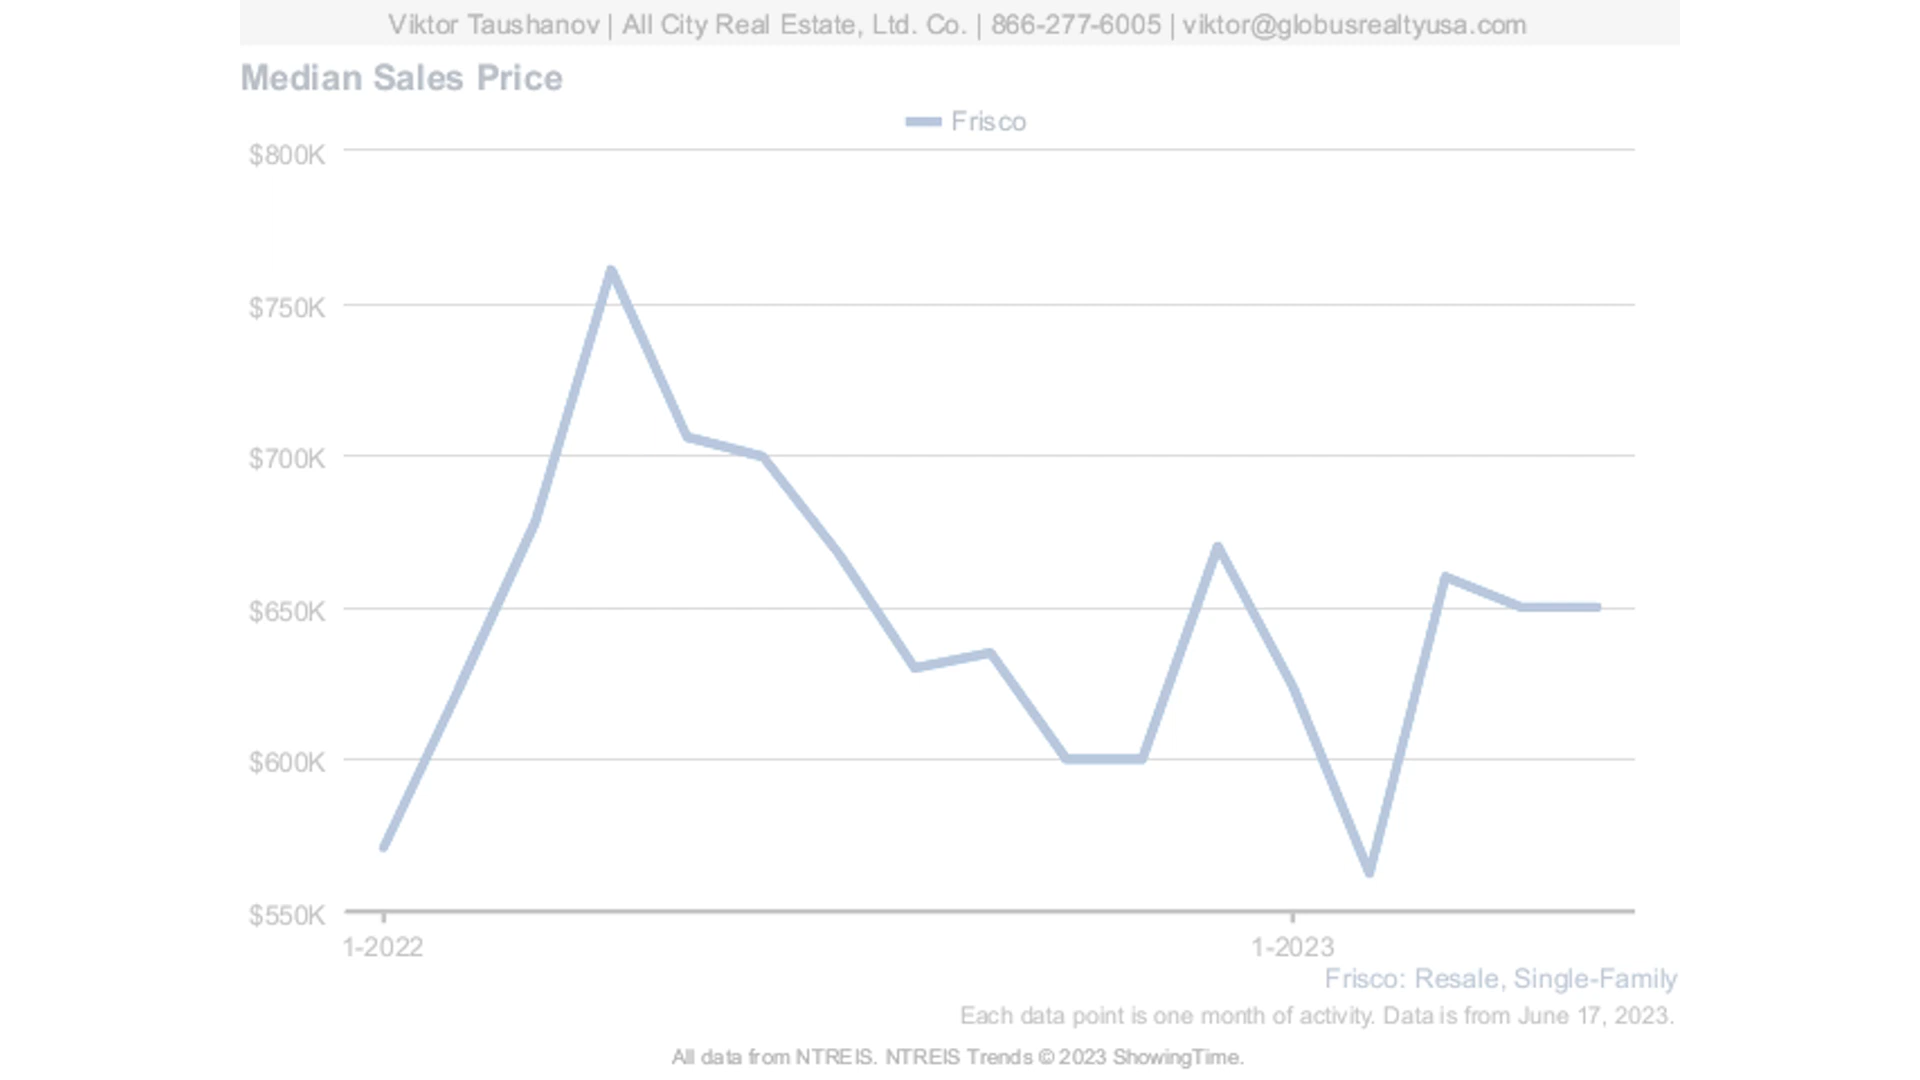 Viktor Taushanov | All City Real Estate, Ltd. Co. | 866-277-6005 | viktor@globusrealtyusa.com
Median Sales Price
Frisco
$800K
$750K
$700K
$650K
$600K
$550K
1-2022
1-2023
Frisco: Resale, Single-Family
Each data point is one month of activity. Data is from June 17, 2023.
All data from NTREIS. NTREIS Trends © 2023 ShowingTime.